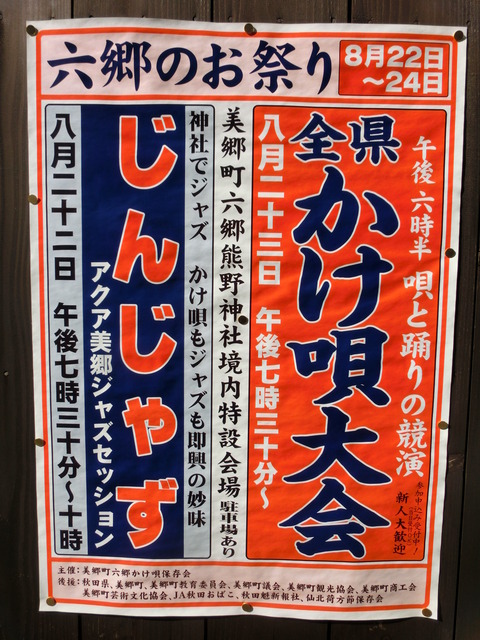 六郷のお祭り
8月22日
～24日
午後六時半 唄と踊りの競演
参加申し込み受付中！
新人大歓迎
全県
かけ唄大会
八月二十三日 午後七時三十分～
美郷町六郷熊野神社境内特設会場 駐車場あり
神社でジャズ かけ唄もジャズも即興の妙味
じんじゃず
アクア美郷ジャズセッション
八月二十二日 午後七時三十分～十時
主催：美郷町六郷かけ唄保存会
後援：秋田県、美郷町、美郷町教育委員会、美郷町議会、美郷町観光協会、美郷町商工会
美郷町芸術文化協会、JA秋田おばこ、秋田魁新報社、仙北荷方節保存会